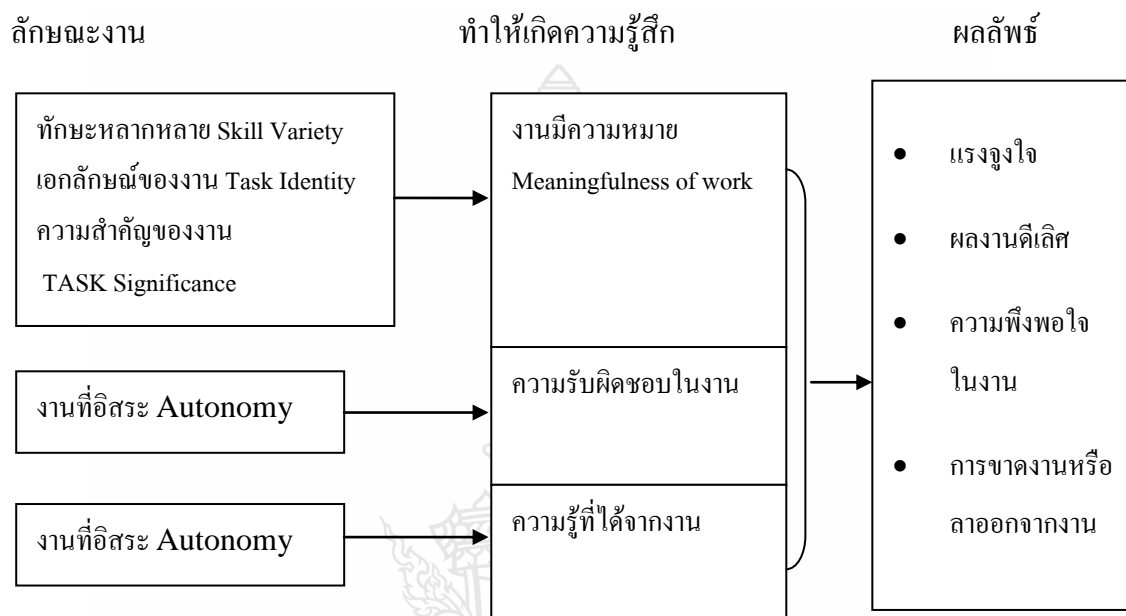 ลักษณะงาน
ทำให้เกิดความรู้สึก
ผลลัพธ์
ทักษะหลากหลาย Skill Variety
เอกลักษณ์ของงาน Task Identity
ความสำคัญของงาน
TASK Significance
งานมีความหมาย
Meaningfulness of work
งานที่อิสระ Autonomy
ความรับผิดชอบในงาน
งานที่อิสระ Autonomy
ความรู้ที่ได้จากงาน
• แรงจูงใจ
• ผลงานดีเลิศ
• ความพึงพอใจ
ในงาน
• การขาดงานหรือ
ลาออกจากงาน